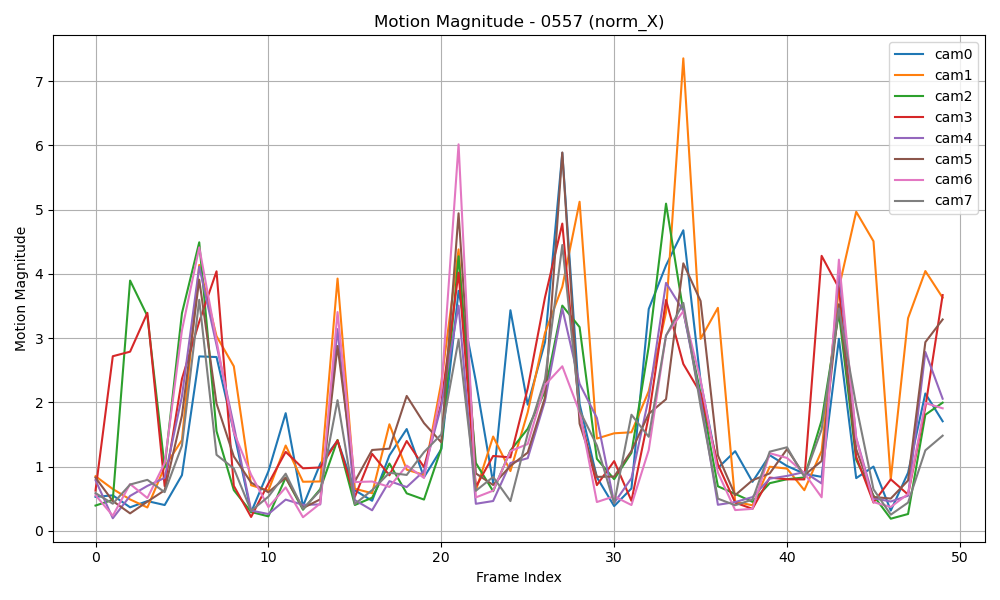 Motion Magnitude - 0557 (norm_X)
Motion Magnitude
7
6
5
4
3
2
1
0
0
10
20
30
40
50
Frame Index
cam0
cam1
cam2
cam3
cam4
cam5
cam6
cam7